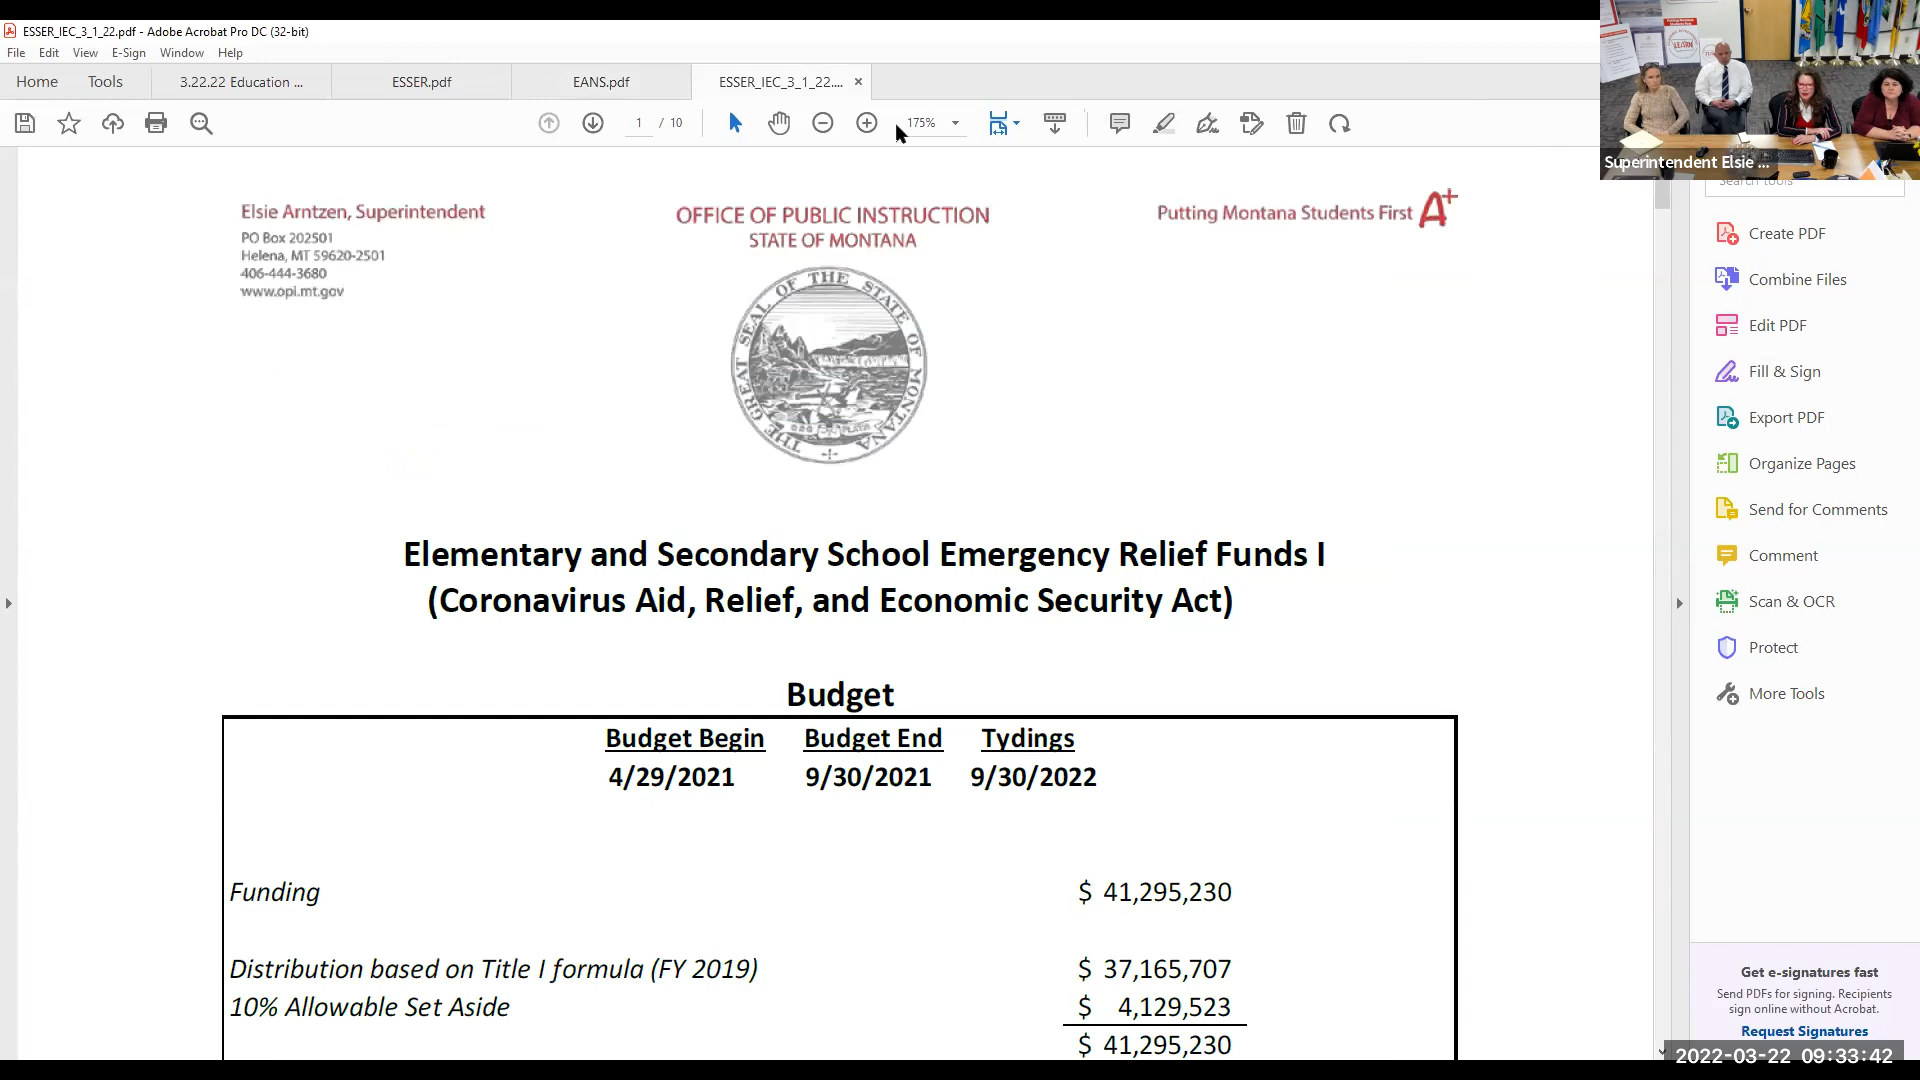 ESSER_IEC_3_1_22.pdf - Adobe Acrobat Pro DC (32-bit)
File Edit View E-Sign Window Help
Home Tools 3.22.22 Education ... ESSER.pdf EANS.pdf ESSER_IEC_3_1_22....
1 / 10 175%
Superintendent Elsie ...
Search tools
Elsie Arntzen, Superintendent
PO Box 202501
Helena, MT 59620-2501
406-444-3680
www.opi.mt.gov
OFFICE OF PUBLIC INSTRUCTION
STATE OF MONTANA
Putting Montana Students First A+
THE GREAT SEAL OF THE STATE OF MONTANA
ORO Y PLATA
Elementary and Secondary School Emergency Relief Funds I
(Coronavirus Aid, Relief, and Economic Security Act)
Budget
Budget Begin Budget End Tydings
4/29/2021 9/30/2021 9/30/2022
Funding $ 41,295,230
Distribution based on Title I formula (FY 2019) $ 37,165,707
10% Allowable Set Aside $ 4,129,523
$ 41,295,230
Create PDF
Combine Files
Edit PDF
Fill & Sign
Export PDF
Organize Pages
Send for Comments
Comment
Scan & OCR
Protect
More Tools
Get e-signatures fast
Send PDFs for signing. Recipients
sign online without Acrobat.
Request Signatures
2022-03-22 09:33:42